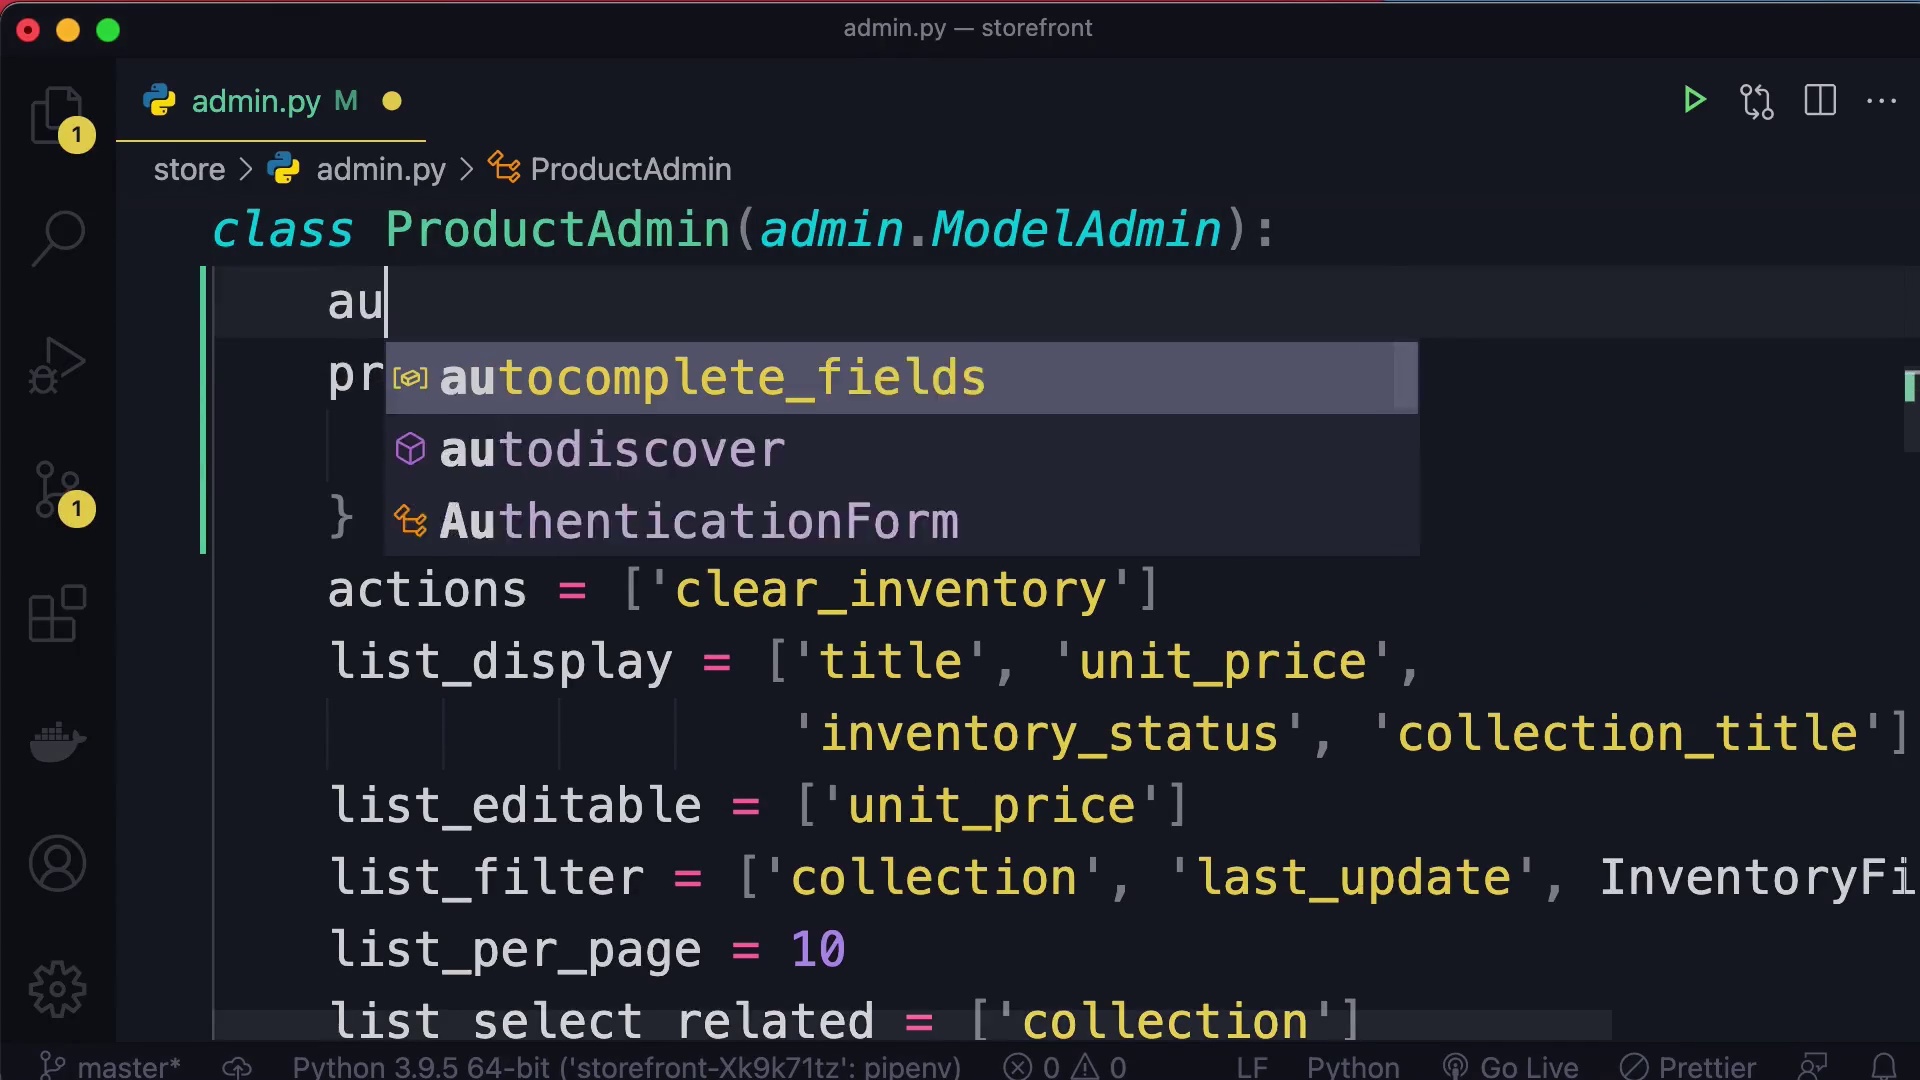 admin.py — storefront
admin.py M
1
store > admin.py > ProductAdmin
class ProductAdmin(admin.ModelAdmin):
au
pr
autocomplete_fields
autodiscover
}
AuthenticationForm
1
actions = ['clear_inventory']
list_display = ['title', 'unit_price',
'inventory_status', 'collection_title']
list_editable = ['unit_price']
list_filter = ['collection', 'last_update', InventoryFi
list_per_page = 10
list_select_related = ['collection']
master* Python 3.9.5 64-bit ('storefront-Xk9k71tz': pipenv) 0 0 LF Python Go Live Prettier